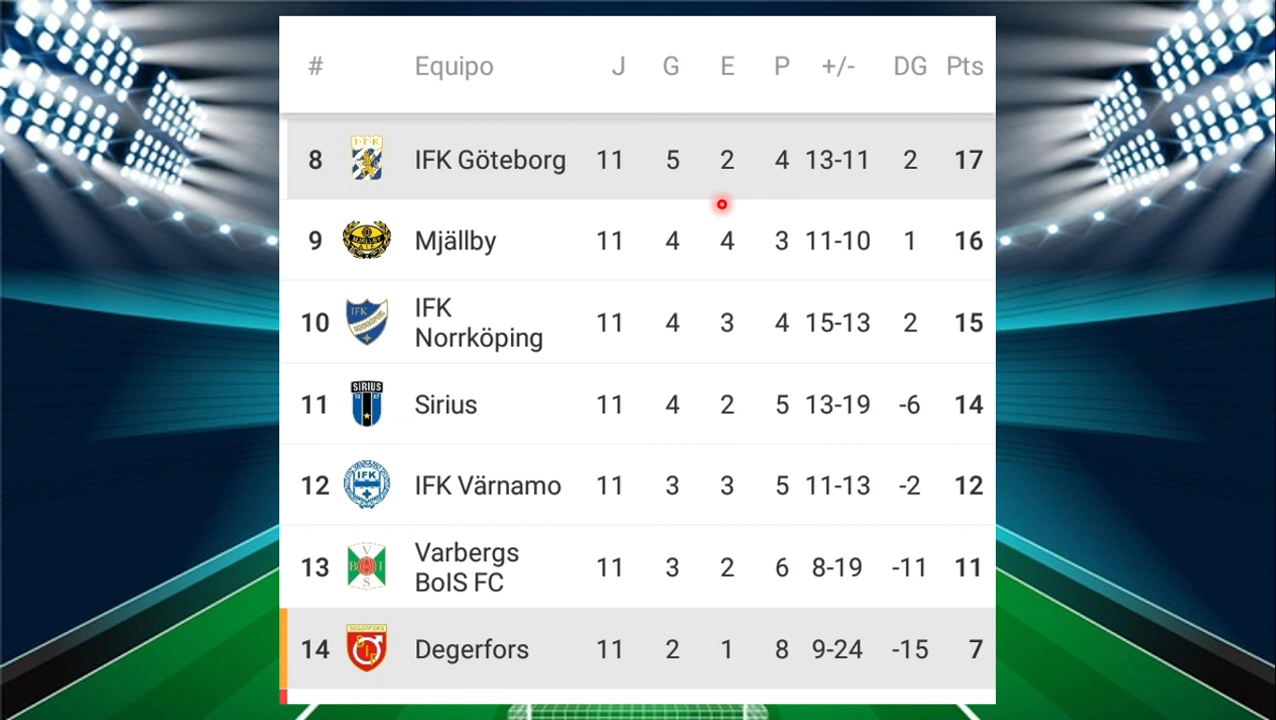 # Equipo J G E P +/- DG Pts
8 IFK Göteborg 11 5 2 4 13-11 2 17
9 Mjällby 11 4 4 3 11-10 1 16
10 IFK
Norrköping 11 4 3 4 15-13 2 15
11 SIRIUS Sirius 11 4 2 5 13-19 -6 14
12 IFK IFK Värnamo 11 3 3 5 11-13 -2 12
13 Varbergs
BoIS FC 11 3 2 6 8-19 -11 11
14 DEGERFORS Degerfors 11 2 1 8 9-24 -15 7